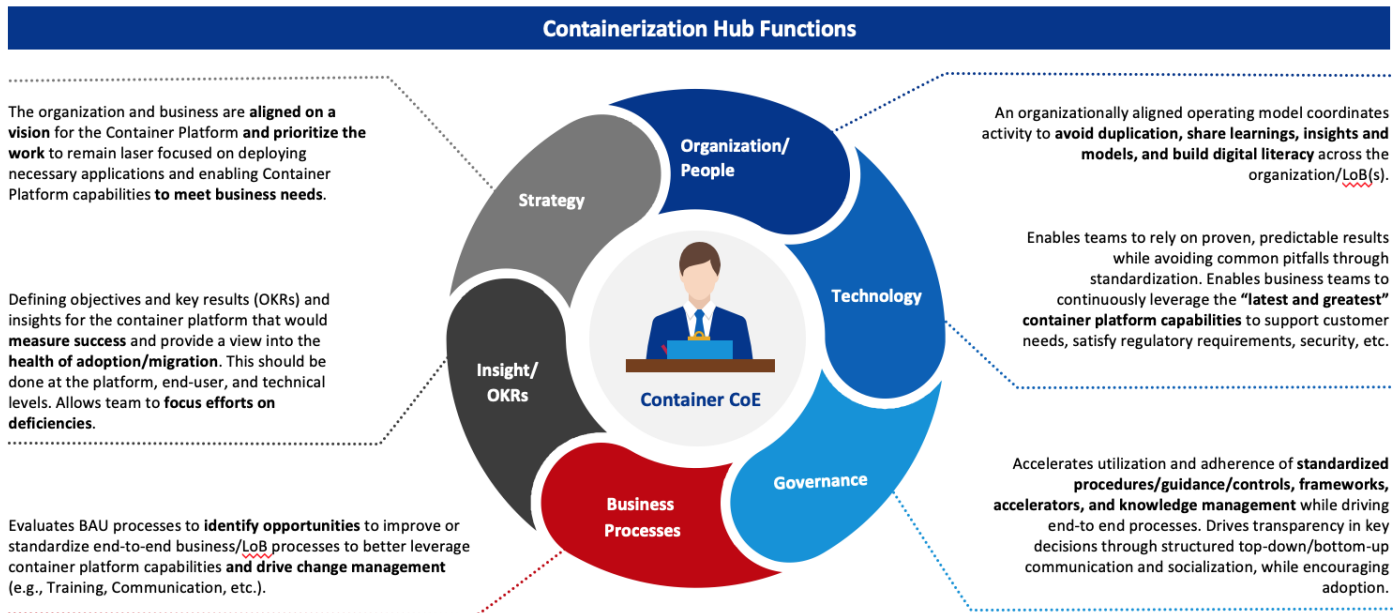 Containerization Hub Functions
The organization and business are aligned on a
vision for the Container Platform and prioritize the
work to remain laser focused on deploying
necessary applications and enabling Container
Platform capabilities to meet business needs.
Defining objectives and key results (OKRs) and
insights for the container platform that would
measure success and provide a view into the
health of adoption/migration. This should be
done at the platform, end-user, and technical
levels. Allows team to focus efforts on
deficiencies.
Evaluates BAU processes to identify opportunities to improve or
standardize end-to-end business/LoB processes to better leverage
container platform capabilities and drive change management
(e.g., Training, Communication, etc.).
Strategy
Organization/
People
Technology
Governance
Business
Processes
Insight/
OKRs
Container CoE
An organizationally aligned operating model coordinates
activity to avoid duplication, share learnings, insights and
models, and build digital literacy across the
organization/LoB(s).
Enables teams to rely on proven, predictable results
while avoiding common pitfalls through
standardization. Enables business teams to
continuously leverage the “latest and greatest”
container platform capabilities to support customer
needs, satisfy regulatory requirements, security, etc.
Accelerates utilization and adherence of standardized
procedures/guidance/controls, frameworks,
accelerators, and knowledge management while driving
end-to end processes. Drives transparency in key
decisions through structured top-down/bottom-up
communication and socialization, while encouraging
adoption.